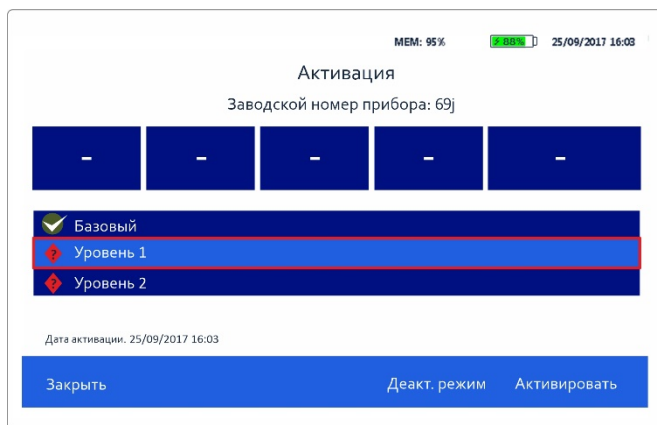 MEM: 95% 88% 25/09/2017 16:03
Активация
Заводской номер прибора: 69j
- - - - -
Базовый
? Уровень 1
? Уровень 2
Дата активации. 25/09/2017 16:03
Закрыть Деакт. режим Активировать